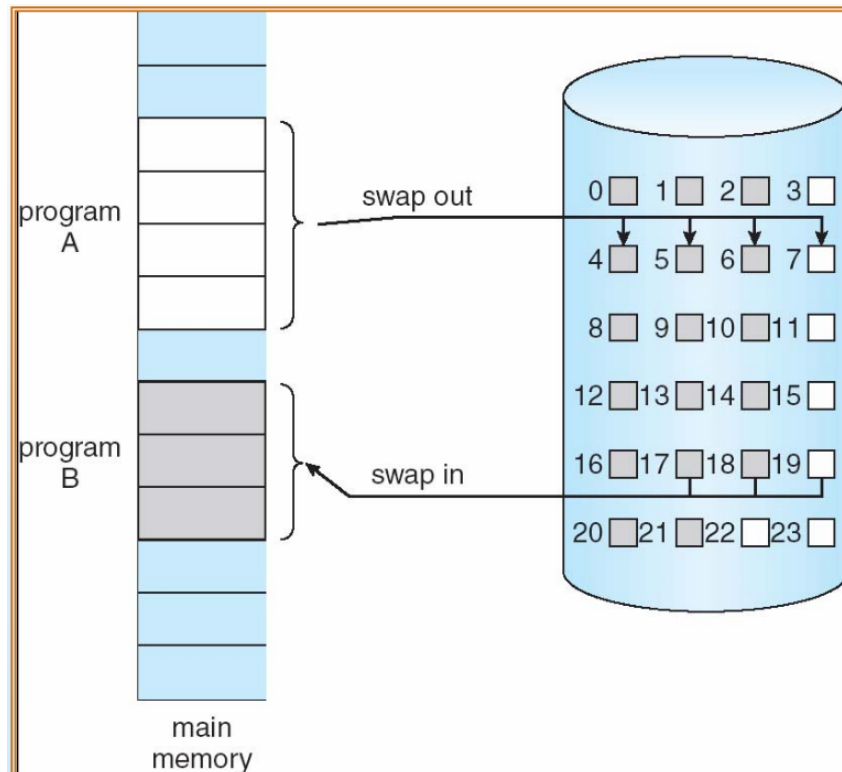 program
A
swap out
0 1 2 3
4 5 6 7
8 9 10 11
12 13 14 15
program
B
swap in
16 17 18 19
20 21 22 23
main
memory